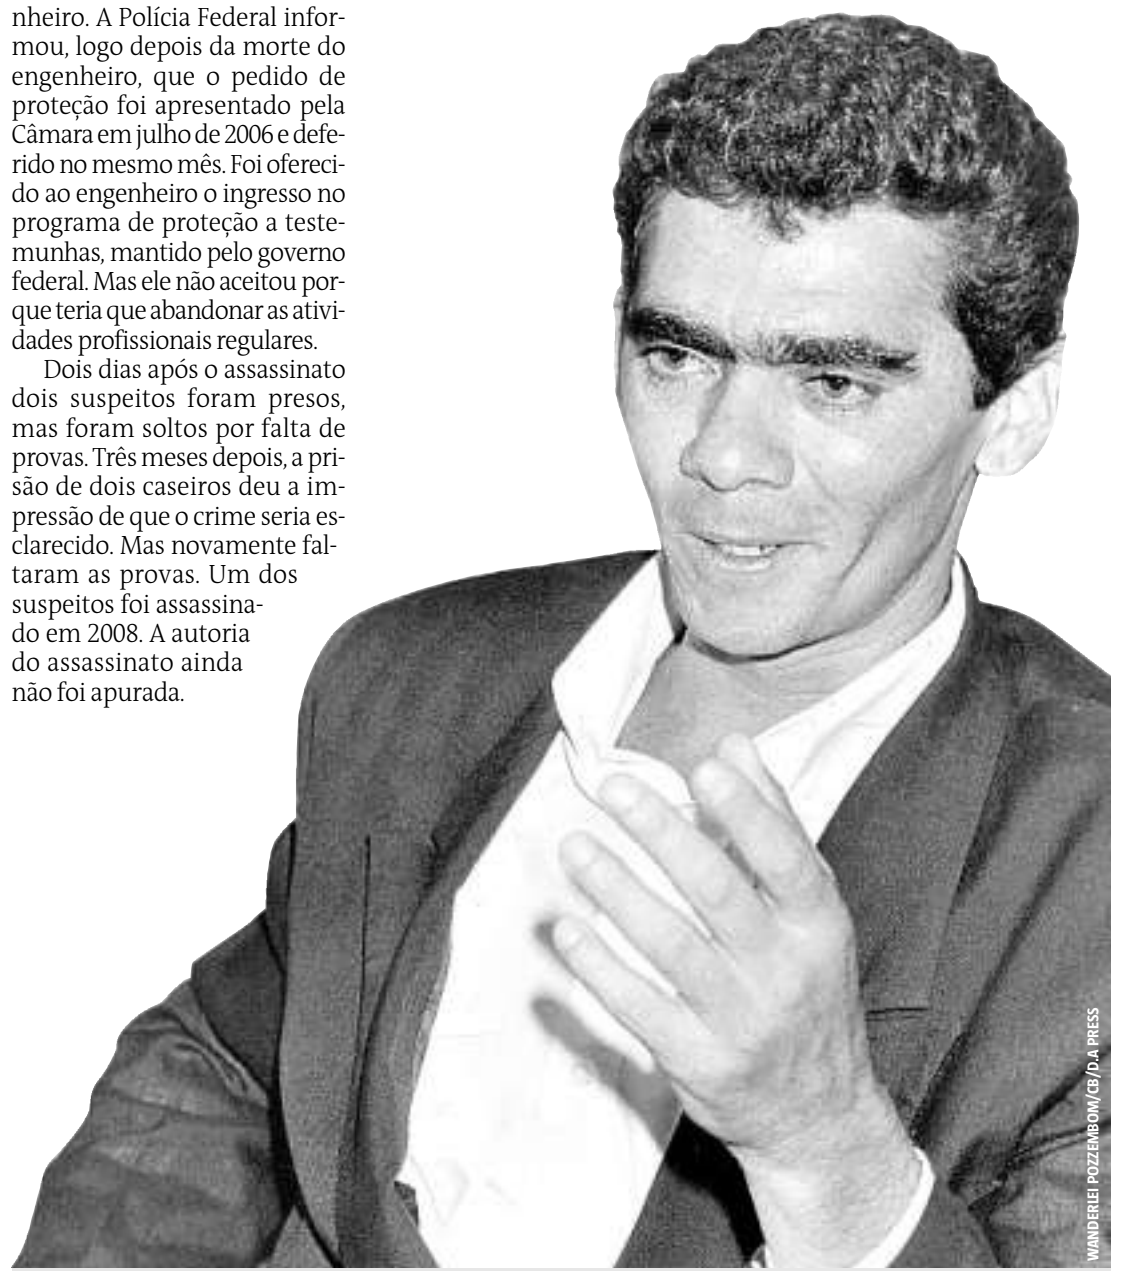 nheiro. A Polícia Federal infor-
mou, logo depois da morte do
engenheiro, que o pedido de
proteção foi apresentado pela
Câmara em julho de 2006 e defe-
rido no mesmo mês. Foi ofereci-
do ao engenheiro o ingresso no
programa de proteção a teste-
munhas, mantido pelo governo
federal. Mas ele não aceitou por-
que teria que abandonar as ativi-
dades profissionais regulares.
Dois dias após o assassinato
dois suspeitos foram presos,
mas foram soltos por falta de
provas. Três meses depois, a pri-
são de dois caseiros deu a im-
pressão de que o crime seria es-
clarecido. Mas novamente fal-
taram as provas. Um dos
suspeitos foi assassina-
do em 2008. A autoria
do assassinato ainda
não foi apurada.
WANDERLEI POZZEMBOM/CB/D.A PRESS